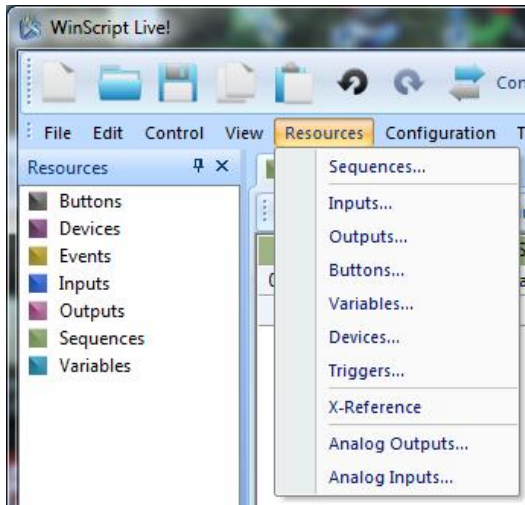 WinScript Live!
File Edit Control View Resources Configuration
Resources
Buttons
Devices
Events
Inputs
Outputs
Sequences
Variables
Sequences...
Inputs...
Outputs...
Buttons...
Variables...
Devices...
Triggers...
X-Reference
Analog Outputs...
Analog Inputs...